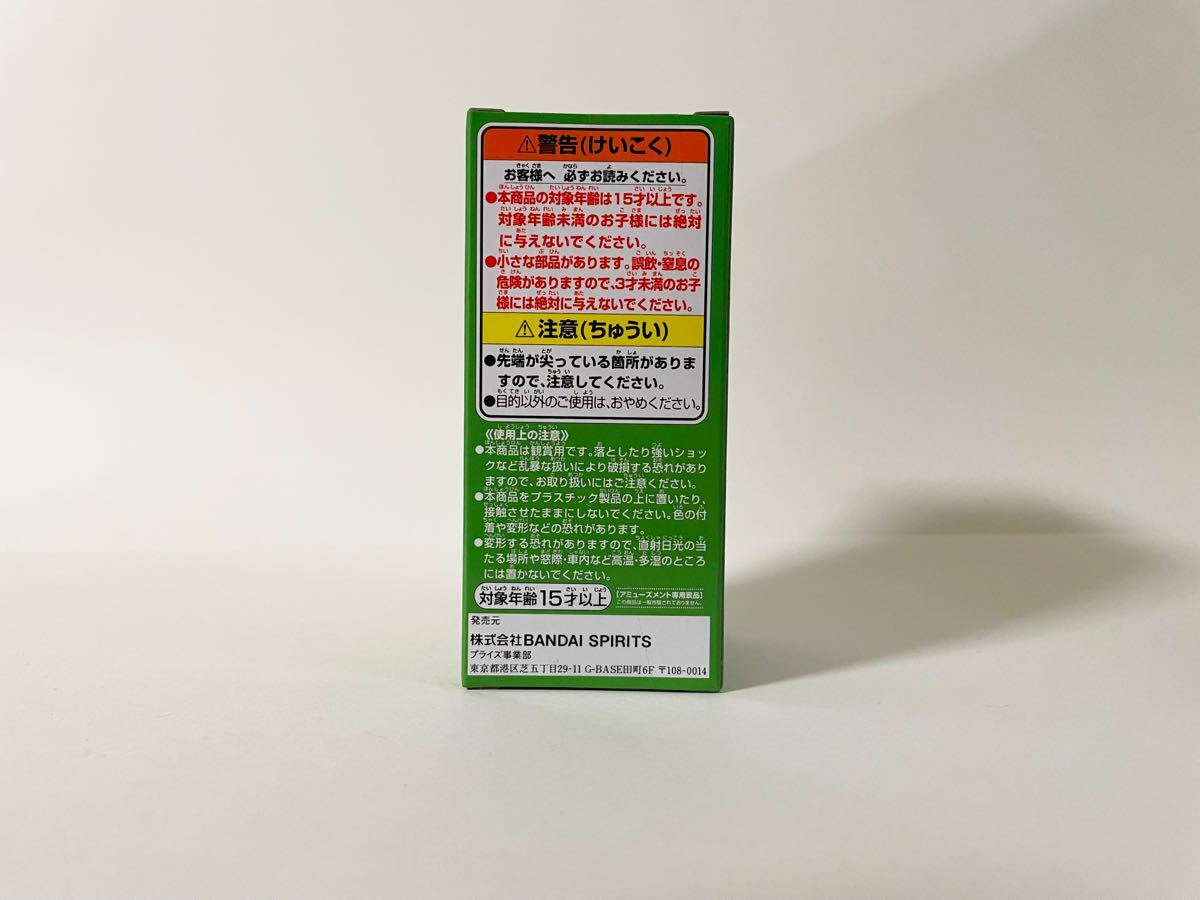 ⚠警告(けいこく)
お客様へ 必ずお読みください。
●本商品の対象年齢は15才以上です。
対象年齢未満のお子様には絶対
に与えないでください。
●小さな部品があります。誤飲・窒息の
危険がありますので、3才未満のお子
様には絶対に与えないでください。
⚠注意(ちゅうい)
●先端が尖っている箇所がありま
すので、注意してください。
●目的以外のご使用は、おやめください。
《使用上の注意》
●本商品は観賞用です。落としたり強いショッ
クなど乱暴な扱いにより破損する恐れがあり
ますので、お取り扱いにはご注意ください。
●本商品をプラスチック製品の上に置いたり、
接触させたままにしないでください。色の付
着や変形などの恐れがあります。
●変形する恐れがありますので、直射日光の当
たる場所や窓際・車内など高温・多湿のところ
には置かないでください。
対象年齢15才以上
[アミューズメント専用景品]
この商品は一般市販されておりません。
発売元
株式会社BANDAI SPIRITS
プライズ事業部
東京都港区芝五丁目29-11 G-BASE田町6F 〒108-0014